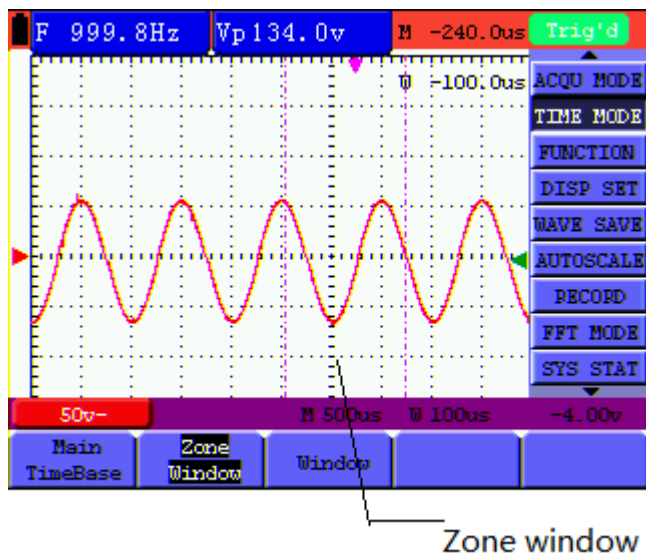 F 999.8Hz Vp134.0v M -240.0us Trig'd
W -100.0us
ACQU MODE
TIME MODE
FUNCTION
DISP SET
WAVE SAVE
AUTOSCALE
RECORD
FFT MODE
SYS STAT
50v~ M 500us W 100us -4.00v
Main TimeBase
Zone Window
Window
Zone window